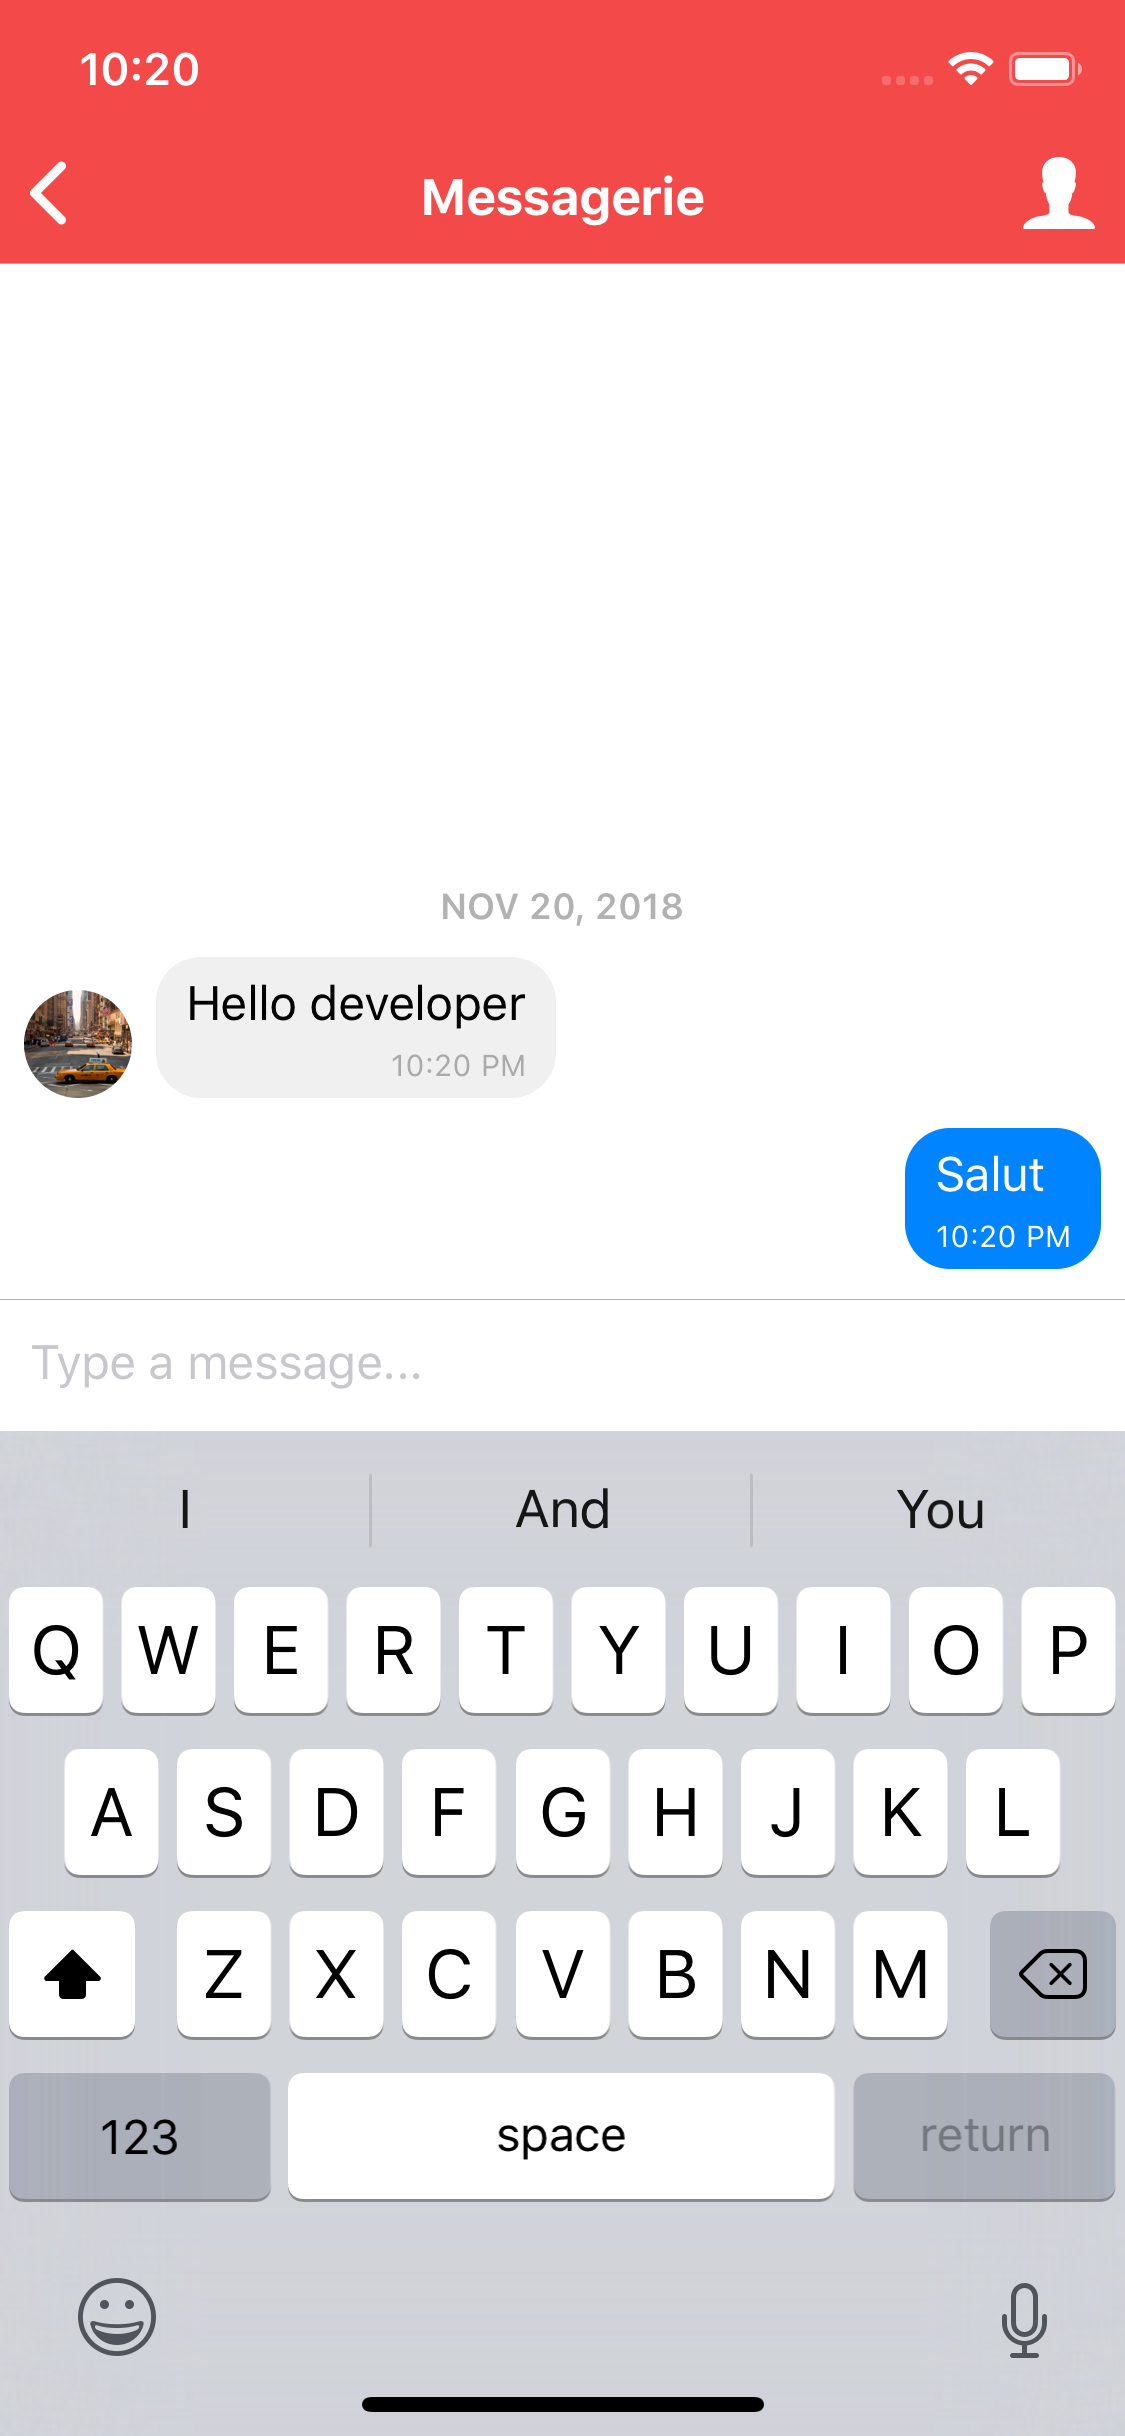 10:20
Messagerie
NOV 20, 2018
Hello developer
10:20 PM
Salut
10:20 PM
Type a message...
I And You
Q W E R T Y U I O P
A S D F G H J K L
Z X C V B N M
123 space return